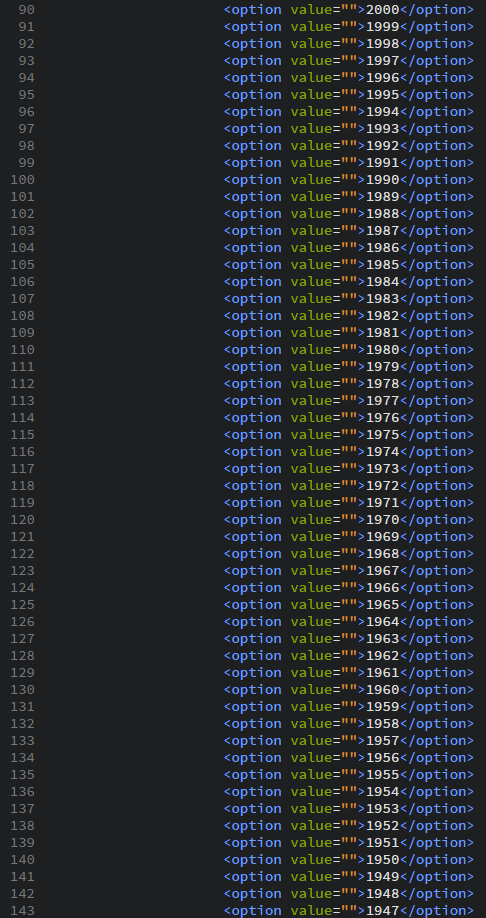 90 <option value="">2000</option>
91 <option value="">1999</option>
92 <option value="">1998</option>
93 <option value="">1997</option>
94 <option value="">1996</option>
95 <option value="">1995</option>
96 <option value="">1994</option>
97 <option value="">1993</option>
98 <option value="">1992</option>
99 <option value="">1991</option>
100 <option value="">1990</option>
101 <option value="">1989</option>
102 <option value="">1988</option>
103 <option value="">1987</option>
104 <option value="">1986</option>
105 <option value="">1985</option>
106 <option value="">1984</option>
107 <option value="">1983</option>
108 <option value="">1982</option>
109 <option value="">1981</option>
110 <option value="">1980</option>
111 <option value="">1979</option>
112 <option value="">1978</option>
113 <option value="">1977</option>
114 <option value="">1976</option>
115 <option value="">1975</option>
116 <option value="">1974</option>
117 <option value="">1973</option>
118 <option value="">1972</option>
119 <option value="">1971</option>
120 <option value="">1970</option>
121 <option value="">1969</option>
122 <option value="">1968</option>
123 <option value="">1967</option>
124 <option value="">1966</option>
125 <option value="">1965</option>
126 <option value="">1964</option>
127 <option value="">1963</option>
128 <option value="">1962</option>
129 <option value="">1961</option>
130 <option value="">1960</option>
131 <option value="">1959</option>
132 <option value="">1958</option>
133 <option value="">1957</option>
134 <option value="">1956</option>
135 <option value="">1955</option>
136 <option value="">1954</option>
137 <option value="">1953</option>
138 <option value="">1952</option>
139 <option value="">1951</option>
140 <option value="">1950</option>
141 <option value="">1949</option>
142 <option value="">1948</option>
143 <option value="">1947</option>